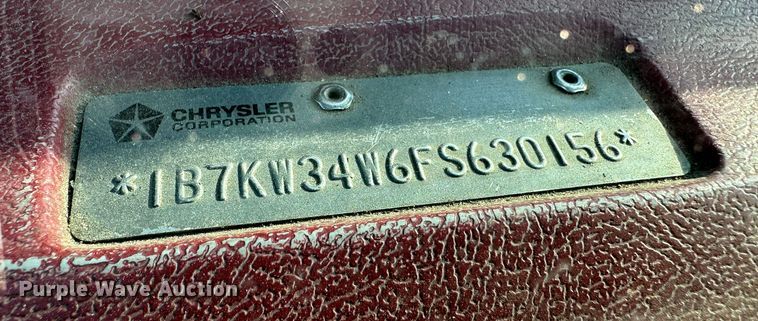 CHRYSLER
CORPORATION
*1B7KW34W6FS630156*
Purple Wave Auction